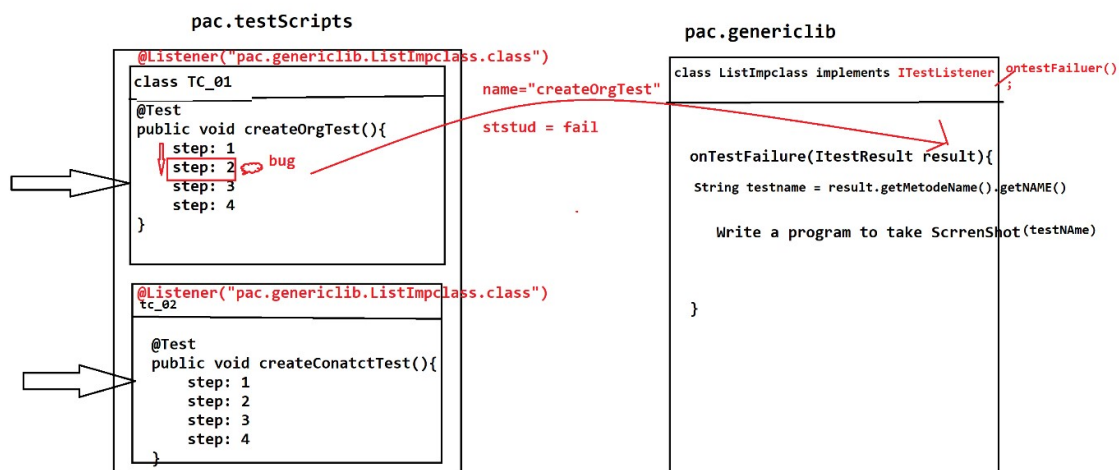 pac.testScripts
@Listener("pac.genericlib.ListImpclass.class")
class TC_01
@Test
public void createOrgTest(){
step: 1
step: 2
bug
step: 3
step: 4
}
@Listener("pac.genericlib.ListImpclass.class")
tc_02
@Test
public void createConatctTest(){
step: 1
step: 2
step: 3
step: 4
}
name="createOrgTest"
ststud = fail
pac.genericlib
class ListImpclass implements ITestListener
ontestFailuer()
;
onTestFailure(ItestResult result){
String testname = result.getMetodeName().getNAME()
Write a program to take ScrrenShot(testNAme)
}